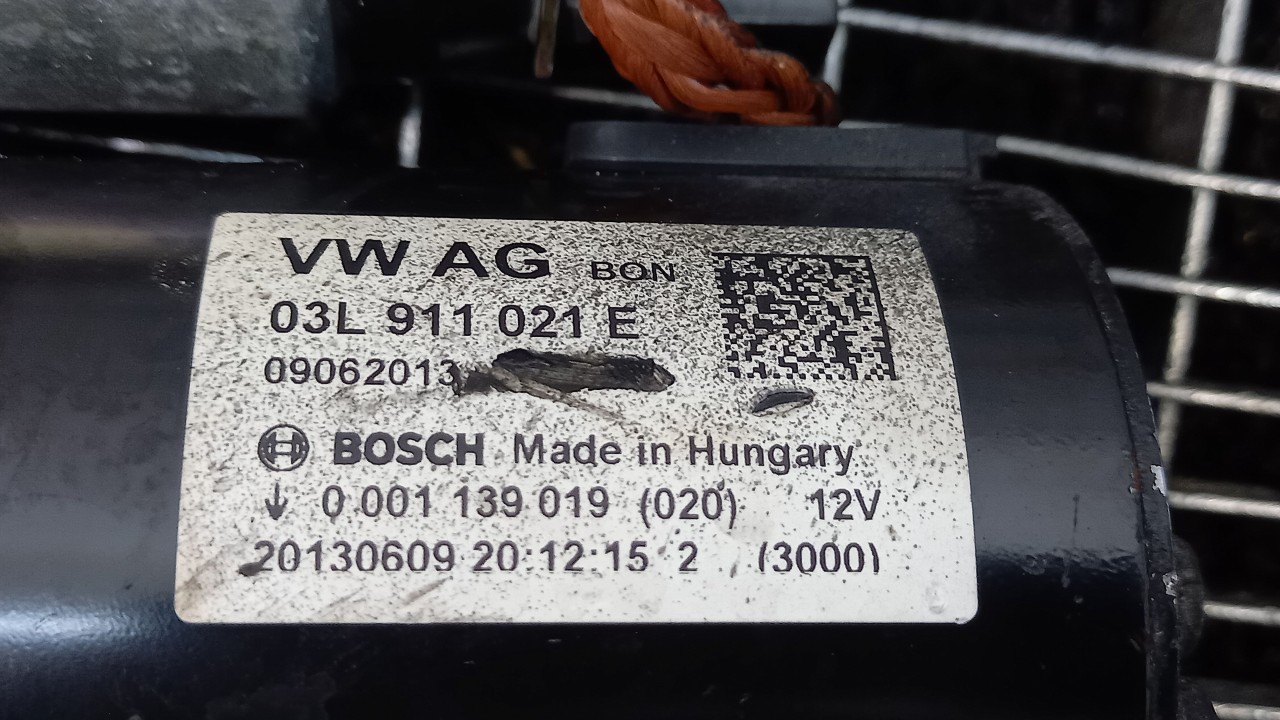 VW AG BON
03L 911 021 E
09062013
BOSCH Made in Hungary
↓ 0 001 139 019 (020) 12V
20130609 20:12:15 2 (3000)